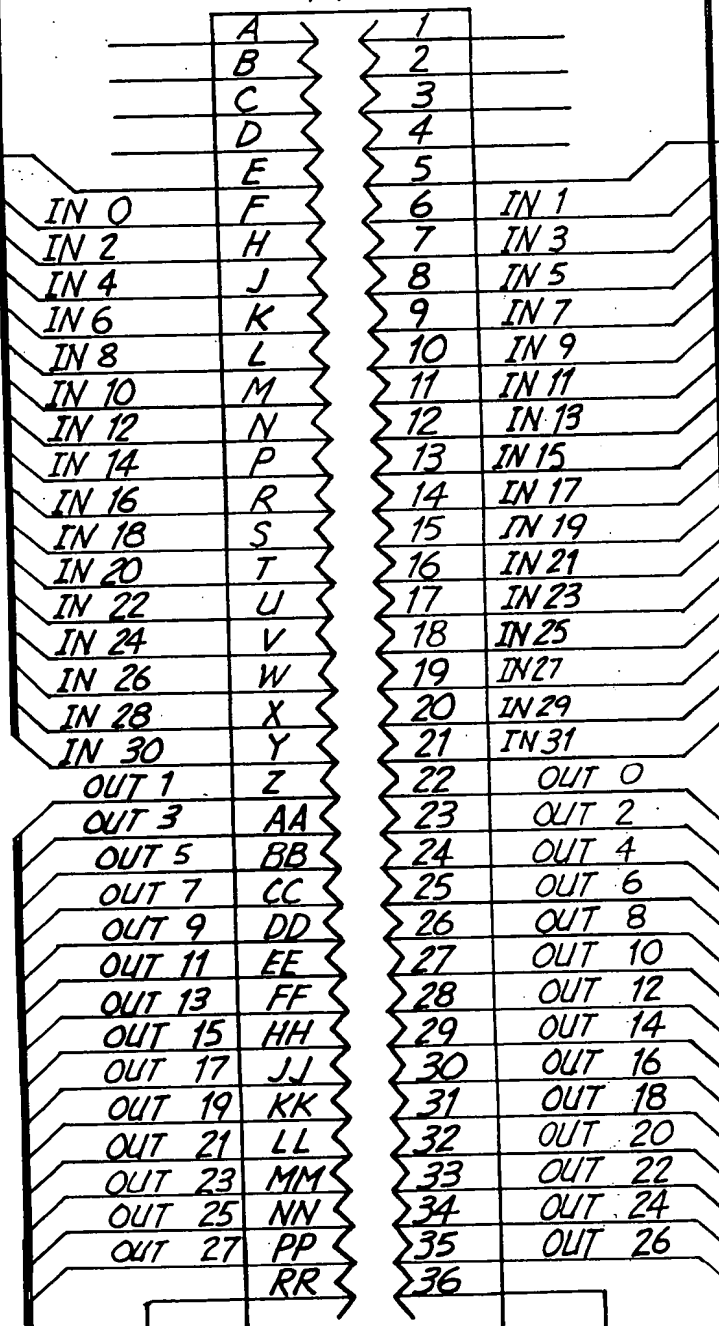 A 1
B 2
C 3
D 4
E 5
IN 0 F 6 IN 1
IN 2 H 7 IN 3
IN 4 J 8 IN 5
IN 6 K 9 IN 7
IN 8 L 10 IN 9
IN 10 M 11 IN 11
IN 12 N 12 IN 13
IN 14 P 13 IN 15
IN 16 R 14 IN 17
IN 18 S 15 IN 19
IN 20 T 16 IN 21
IN 22 U 17 IN 23
IN 24 V 18 IN 25
IN 26 W 19 IN 27
IN 28 X 20 IN 29
IN 30 Y 21 IN 31
OUT 1 Z 22 OUT 0
OUT 3 AA 23 OUT 2
OUT 5 BB 24 OUT 4
OUT 7 CC 25 OUT 6
OUT 9 DD 26 OUT 8
OUT 11 EE 27 OUT 10
OUT 13 FF 28 OUT 12
OUT 15 HH 29 OUT 14
OUT 17 JJ 30 OUT 16
OUT 19 KK 31 OUT 18
OUT 21 LL 32 OUT 20
OUT 23 MM 33 OUT 22
OUT 25 NN 34 OUT 24
OUT 27 PP 35 OUT 26
RR 36